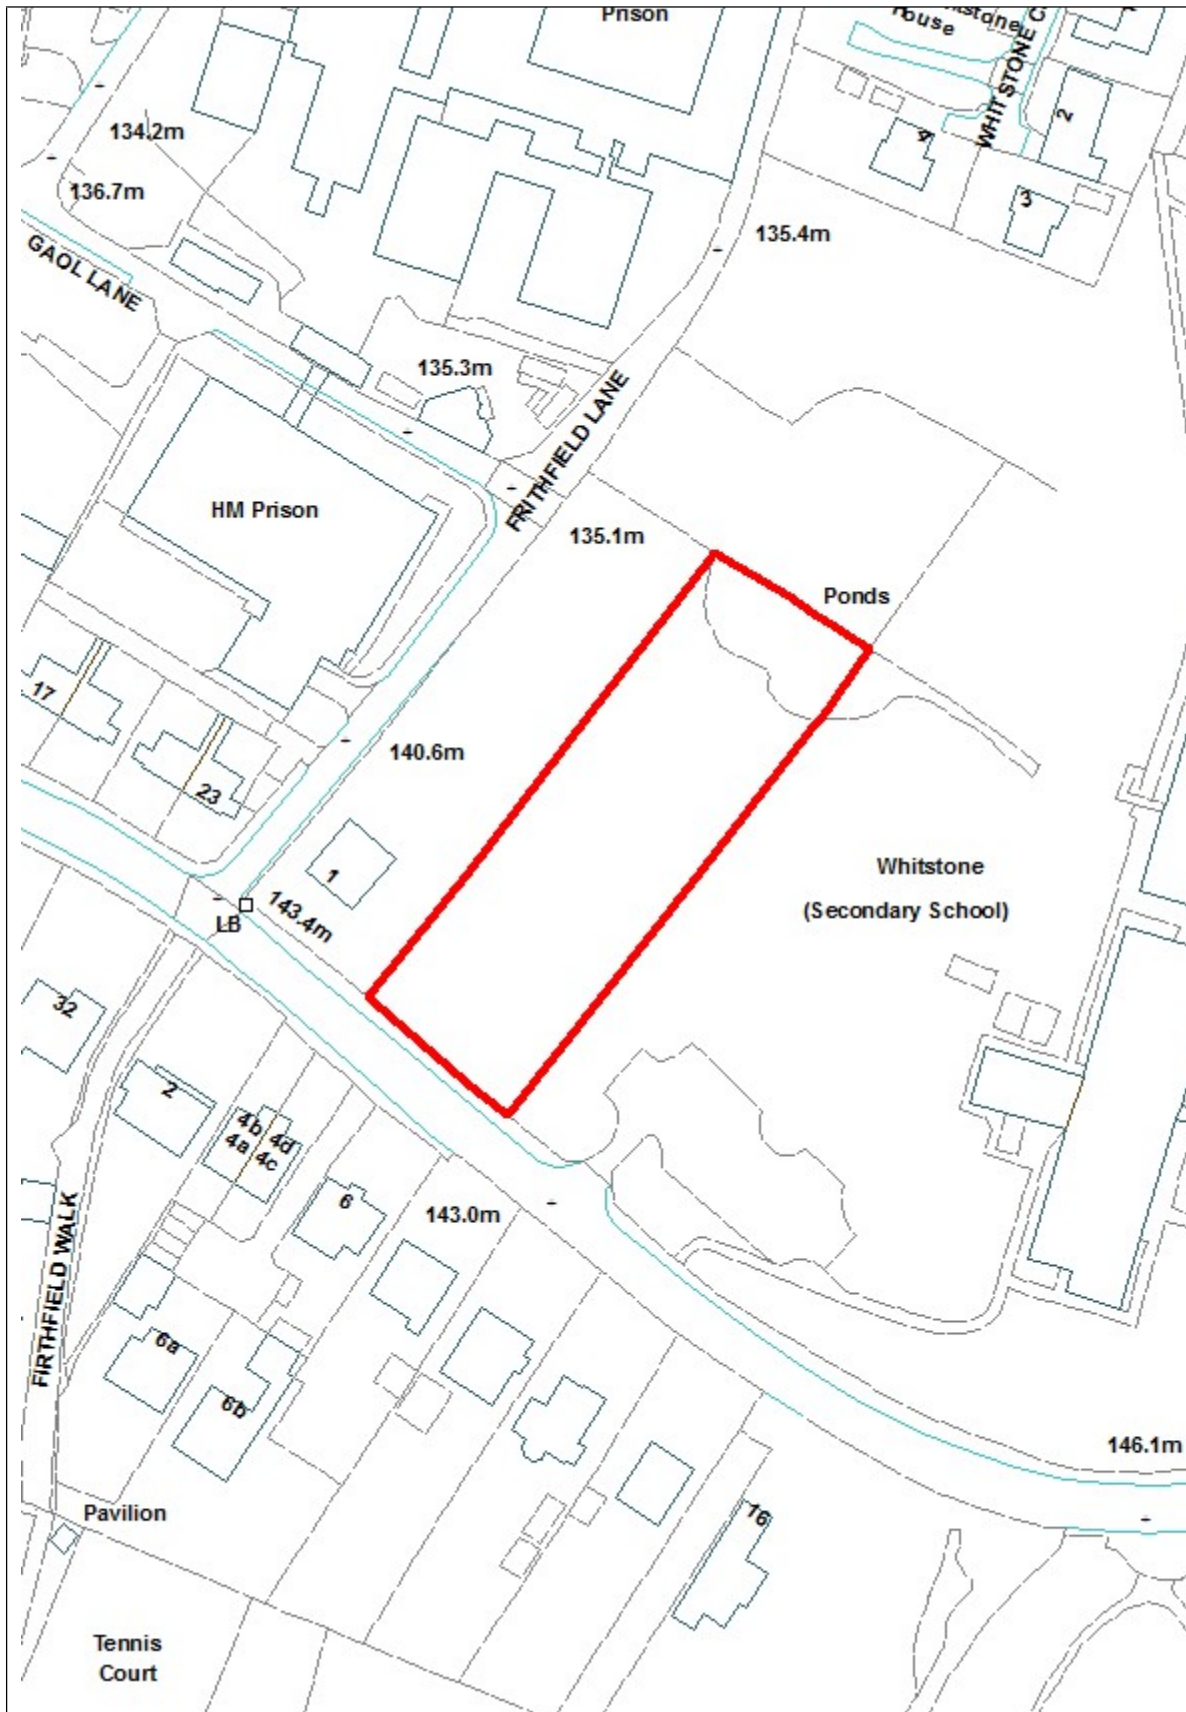 Prison
House
134.2m
WHITSTONE
2
4
136.7m
3
135.4m
GAOL LANE
135.3m
FRITHFIELD LANE
HM Prison
135.1m
Ponds
17
140.6m
23
Whitstone
(Secondary School)
1
143.4m
LB
32
2
4b
4d
4a
4c
6
143.0m
FIRTHFIELD WALK
6a
6b
146.1m
Pavilion
16
Tennis
Court